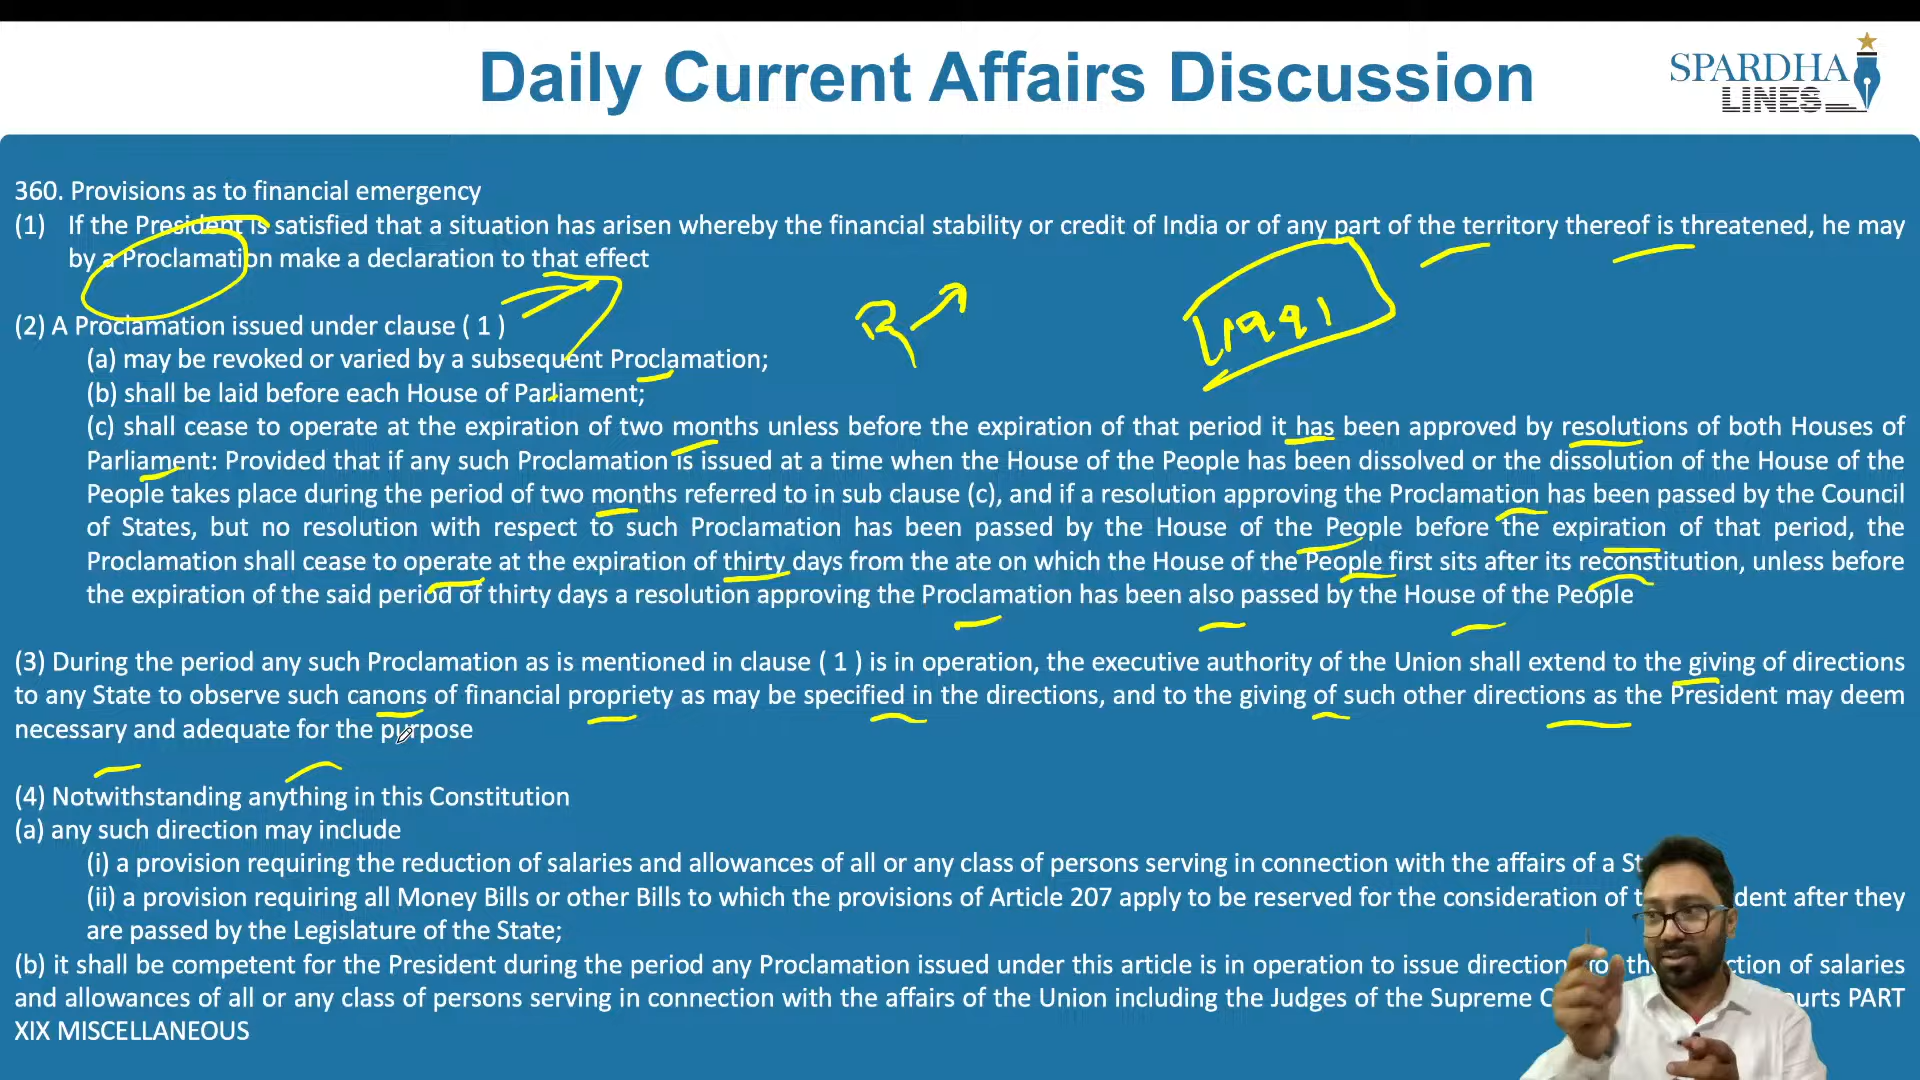 Daily Current Affairs Discussion
SPARDHA
LINES
360. Provisions as to financial emergency
(1) If the President is satisfied that a situation has arisen whereby the financial stability or credit of India or of any part of the territory thereof is threatened, he may
by a Proclamation make a declaration to that effect
1991
(2) A Proclamation issued under clause ( 1 )
(a) may be revoked or varied by a subsequent Proclamation;
(b) shall be laid before each House of Parliament;
(c) shall cease to operate at the expiration of two months unless before the expiration of that period it has been approved by resolutions of both Houses of
Parliament: Provided that if any such Proclamation is issued at a time when the House of the People has been dissolved or the dissolution of the House of the
People takes place during the period of two months referred to in sub clause (c), and if a resolution approving the Proclamation has been passed by the Council
of States, but no resolution with respect to such Proclamation has been passed by the House of the People before the expiration of that period, the
Proclamation shall cease to operate at the expiration of thirty days from the ate on which the House of the People first sits after its reconstitution, unless before
the expiration of the said period of thirty days a resolution approving the Proclamation has been also passed by the House of the People
(3) During the period any such Proclamation as is mentioned in clause ( 1 ) is in operation, the executive authority of the Union shall extend to the giving of directions
to any State to observe such canons of financial propriety as may be specified in the directions, and to the giving of such other directions as the President may deem
necessary and adequate for the purpose
(4) Notwithstanding anything in this Constitution
(a) any such direction may include
(i) a provision requiring the reduction of salaries and allowances of all or any class of persons serving in connection with the affairs of a
(ii) a provision requiring all Money Bills or other Bills to which the provisions of Article 207 apply to be reserved for the consideration of after they
are passed by the Legislature of the State;
(b) it shall be competent for the President during the period any Proclamation issued under this article is in operation to issue of salaries
and allowances of all or any class of persons serving in connection with the affairs of the Union including the Judges of the Supreme PART
XIX MISCELLANEOUS